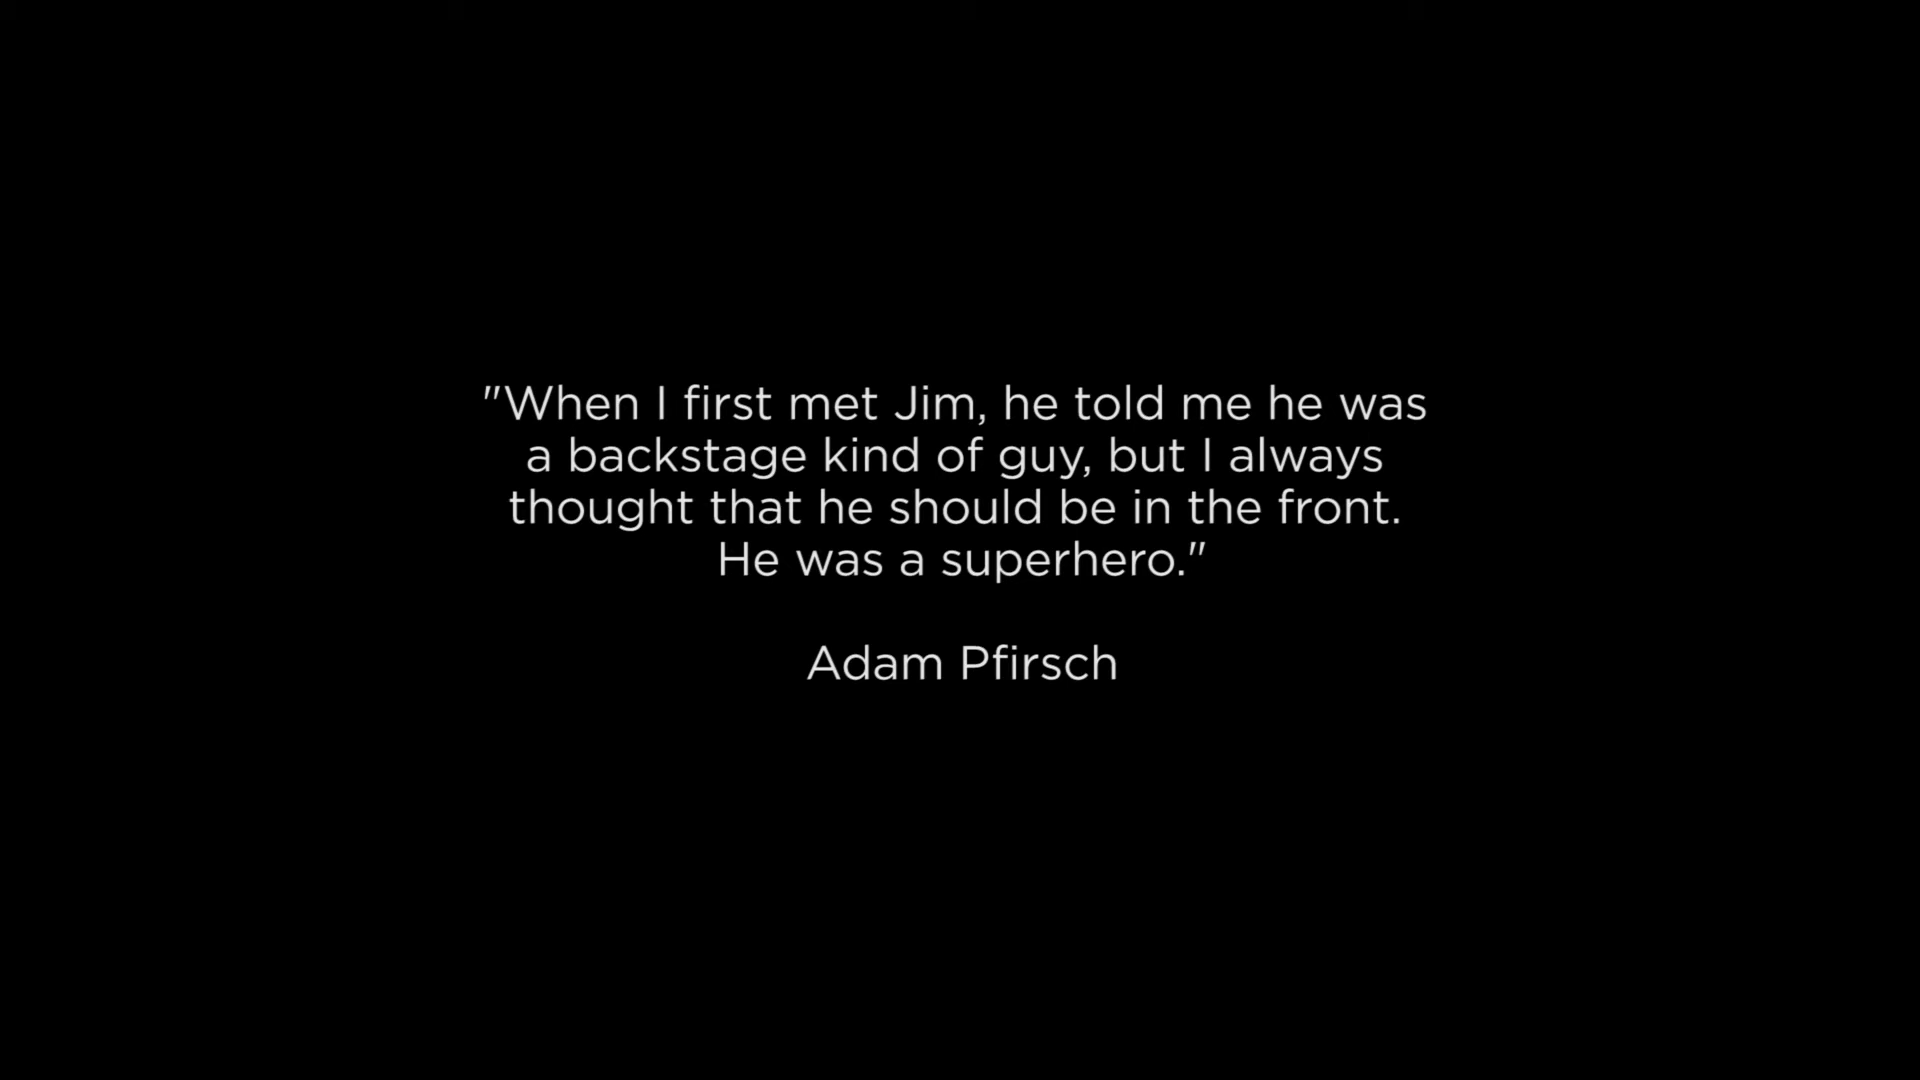 "When I first met Jim, he told me he was
a backstage kind of guy, but I always
thought that he should be in the front.
He was a superhero."
Adam Pfirsch